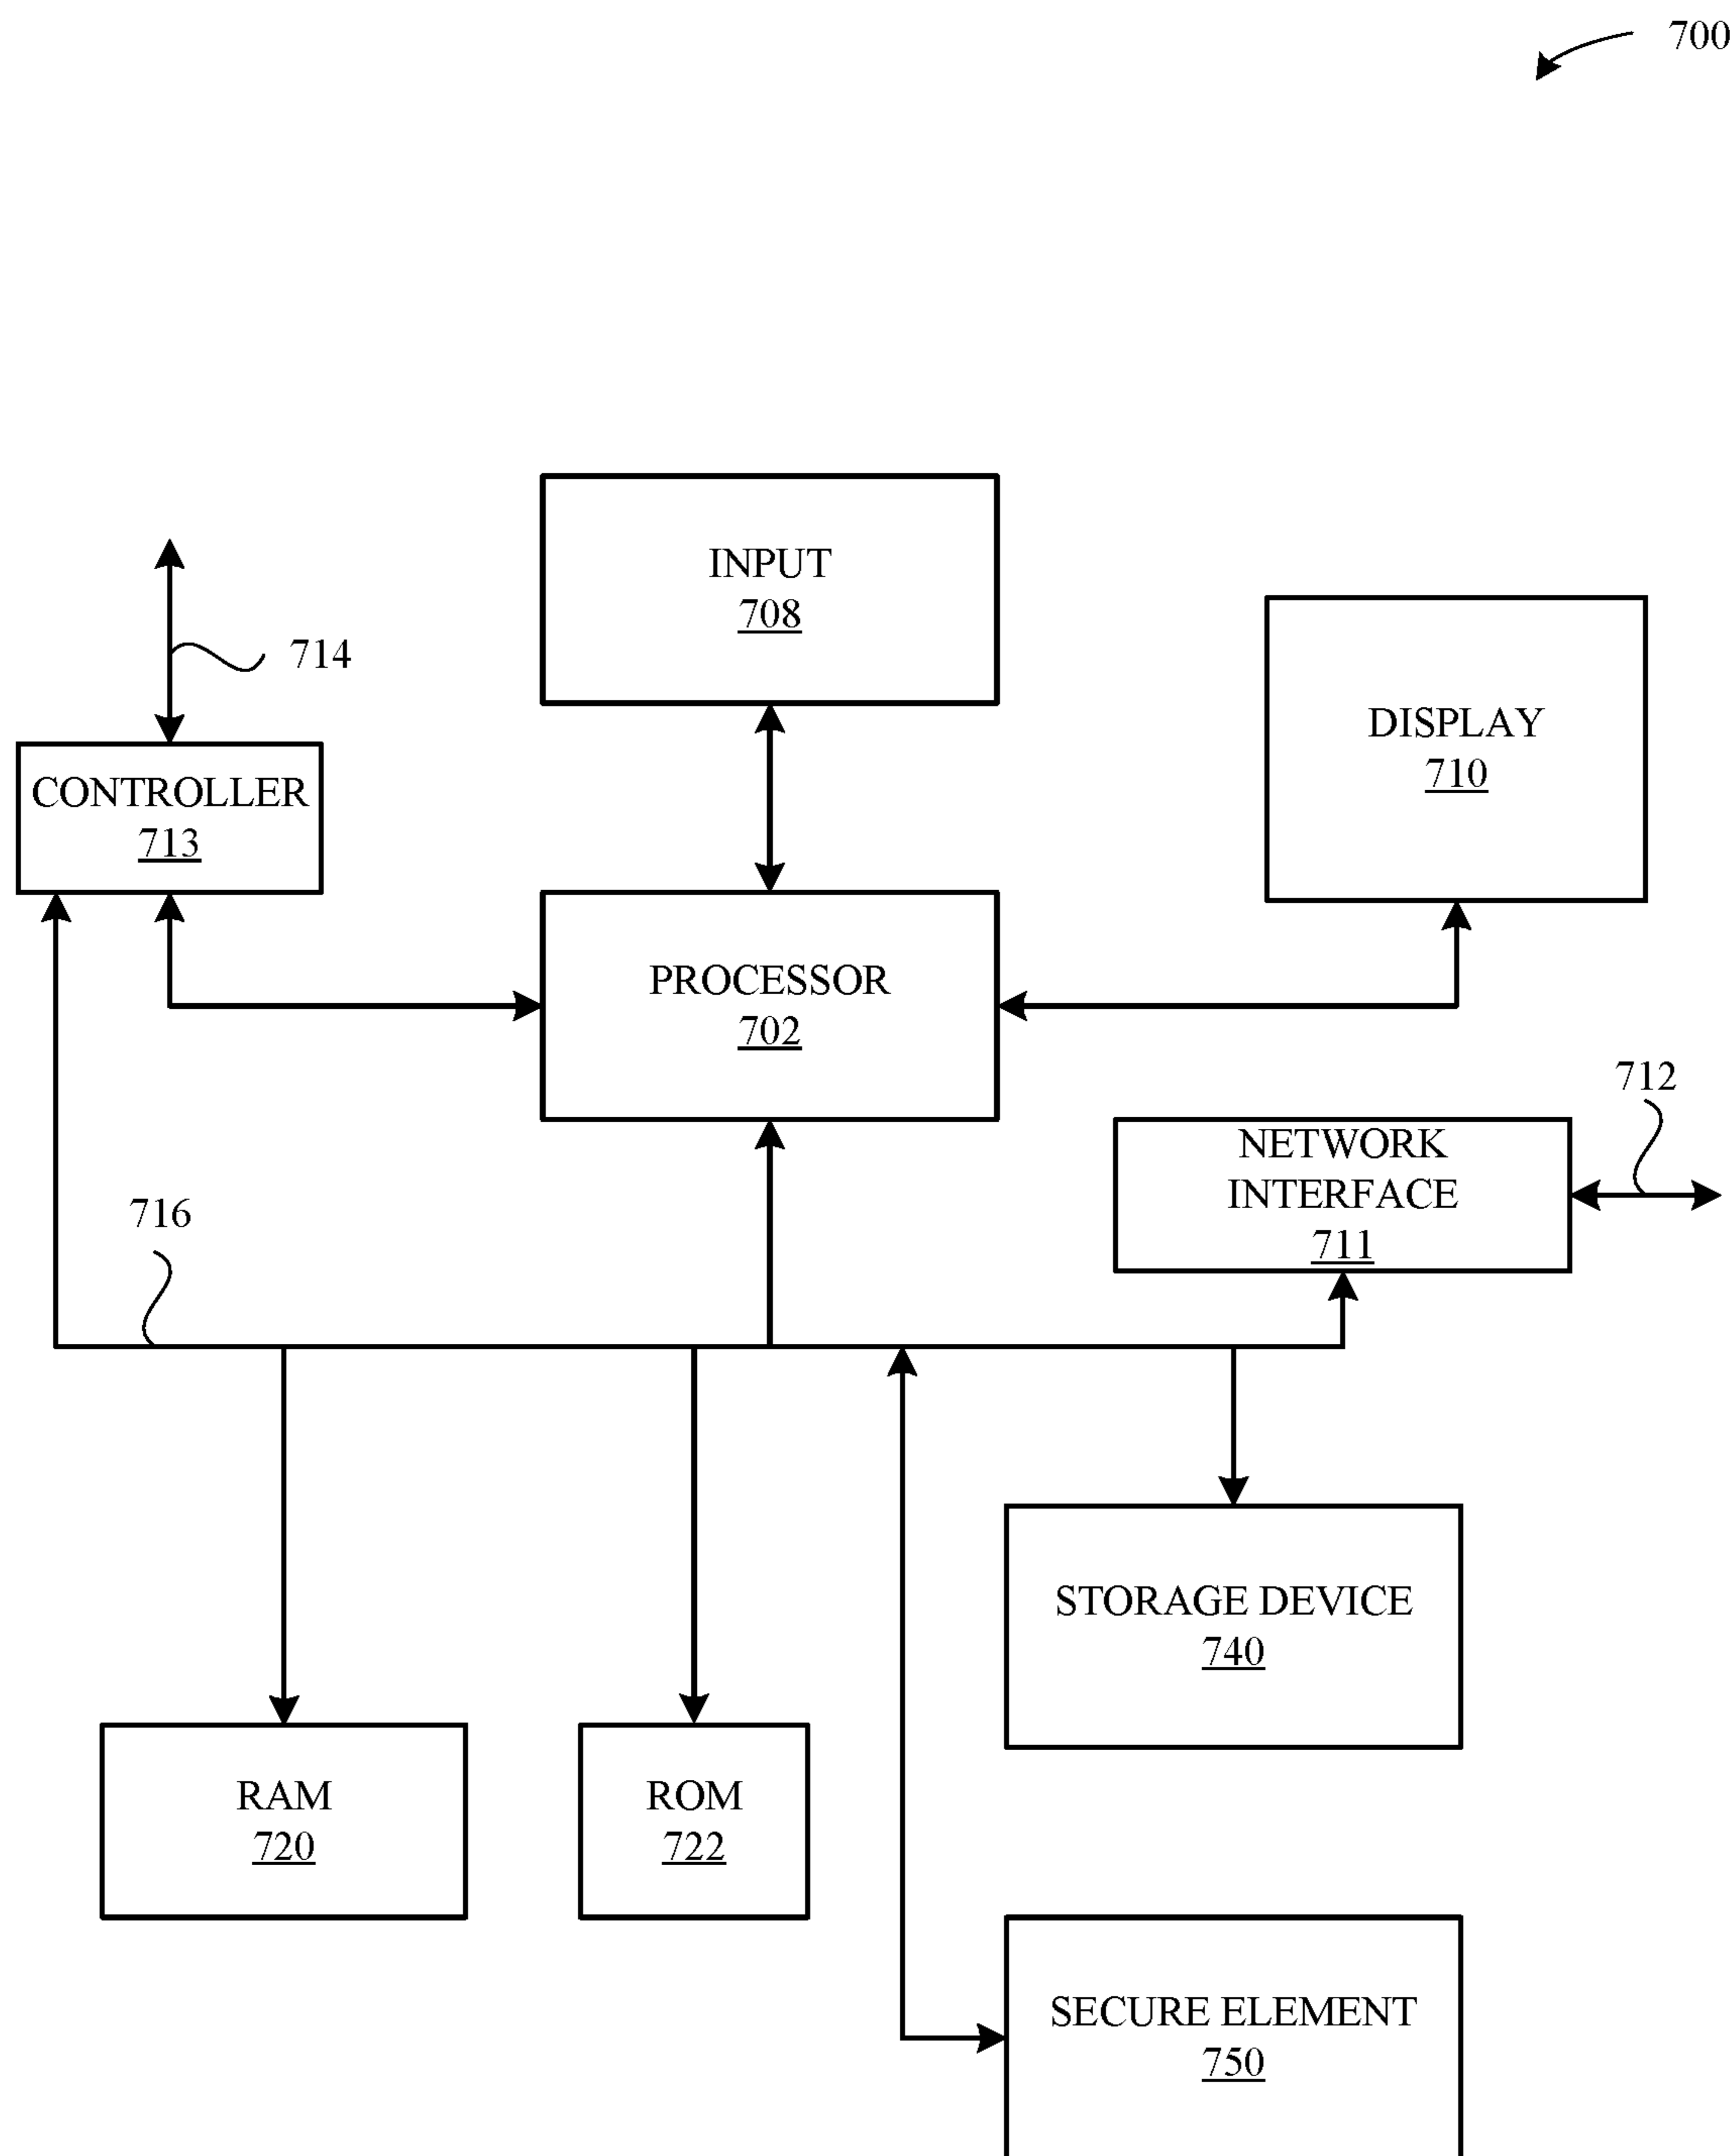 700
INPUT
708
714
DISPLAY
710
CONTROLLER
713
PROCESSOR
702
712
NETWORK
INTERFACE
711
716
STORAGE DEVICE
740
RAM
720
ROM
722
SECURE ELEMENT
750